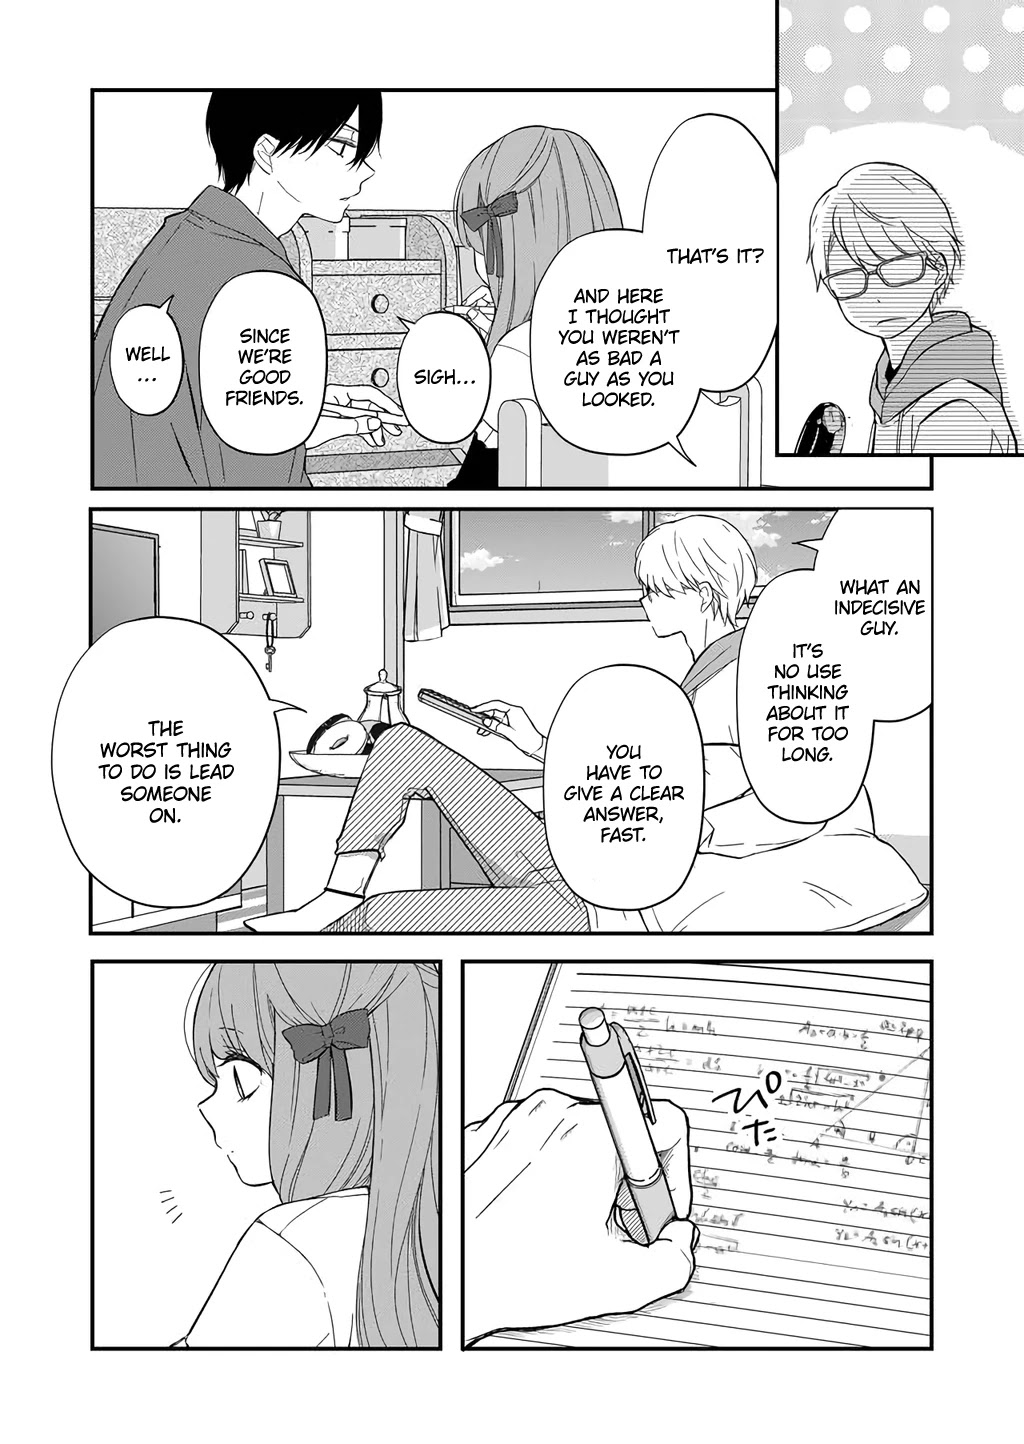 THAT'S IT?
AND HERE
I THOUGHT
YOU WEREN'T
AS BAD A
GUY AS YOU
LOOKED.
SIGH...
SINCE
WE'RE
GOOD
FRIENDS.
WELL
...
WHAT AN
INDECISIVE
GUY.
IT'S
NO USE
THINKING
ABOUT IT
FOR TOO
LONG.
YOU
HAVE TO
GIVE A CLEAR
ANSWER,
FAST.
THE
WORST THING
TO DO IS LEAD
SOMEONE
ON.
ぴた